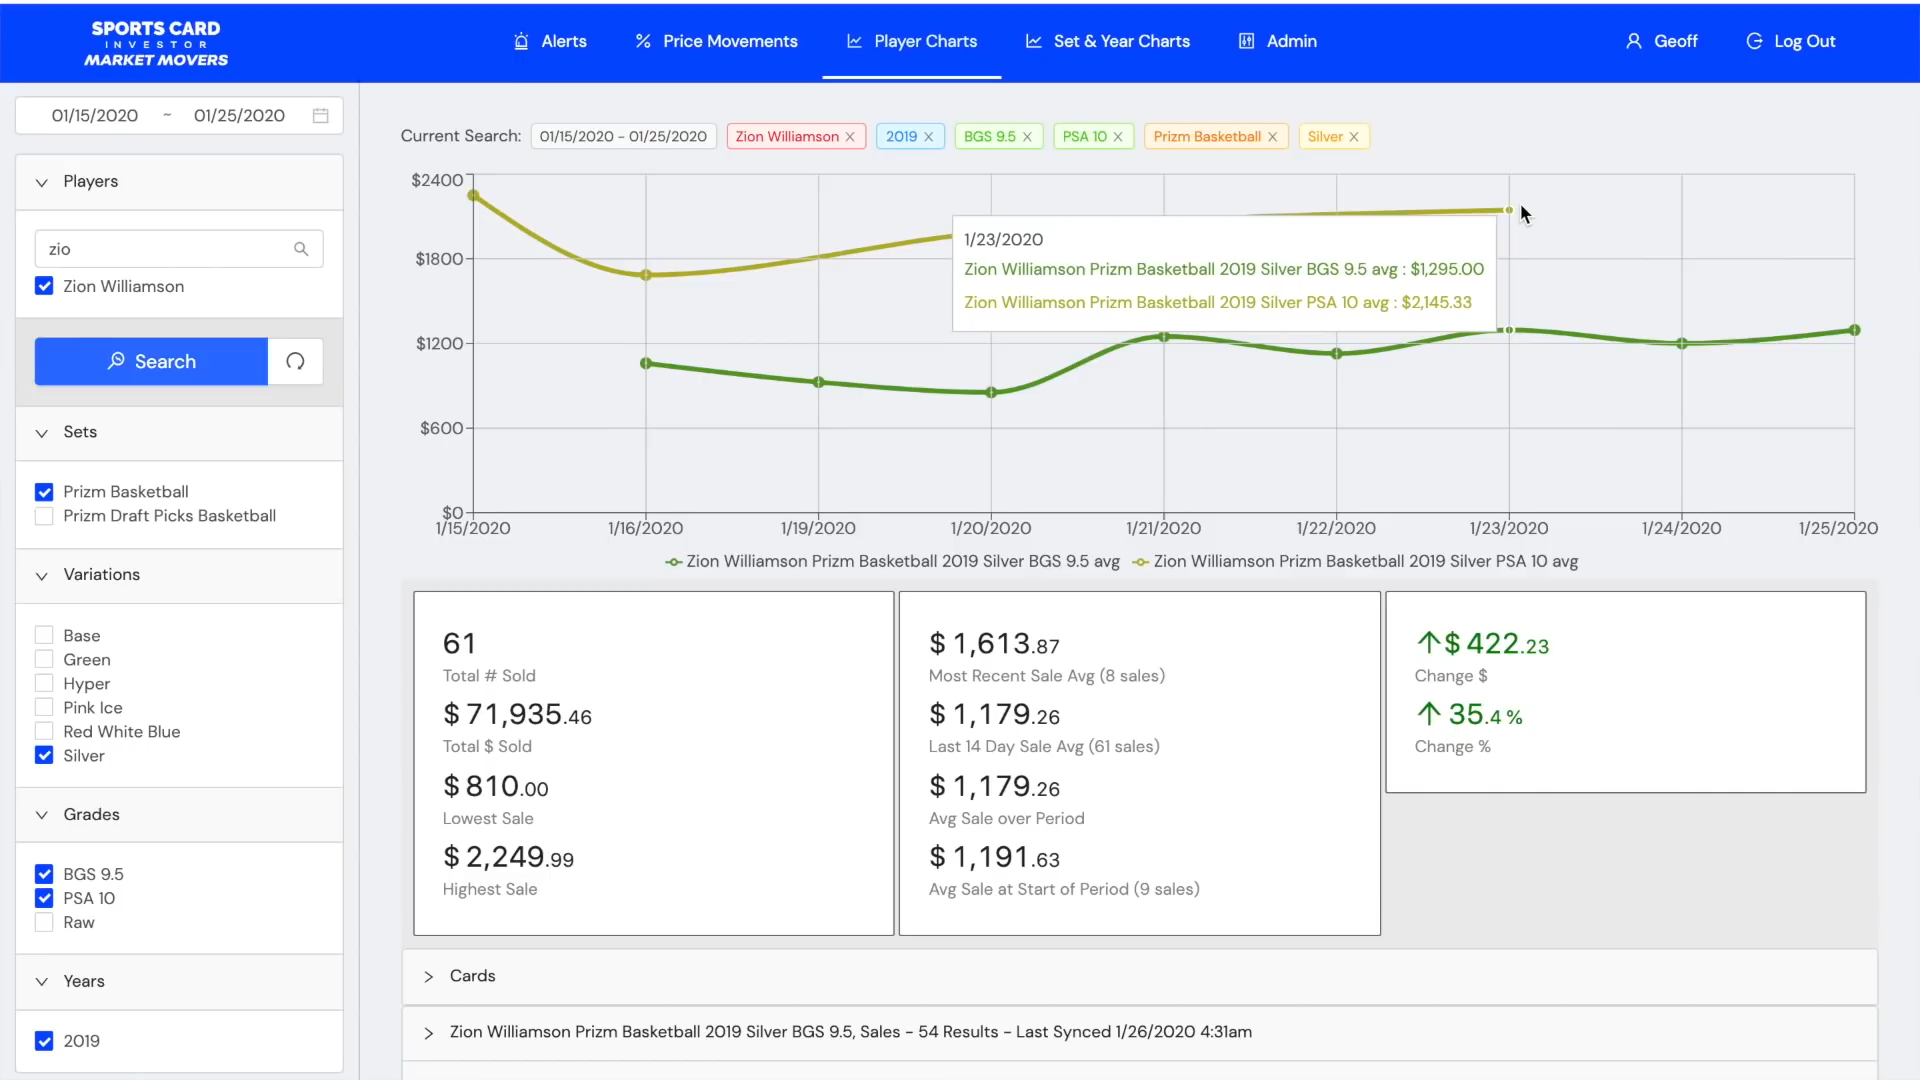 SPORTS CARD
INVESTOR
MARKET MOVERS
Alerts
Price Movements
Player Charts
Set & Year Charts
Admin
Geoff
Log Out
01/15/2020 ~ 01/25/2020
Players
zio
Zion Williamson
Search
Sets
Prizm Basketball
Prizm Draft Picks Basketball
Variations
Base
Green
Hyper
Pink Ice
Red White Blue
Silver
Grades
BGS 9.5
PSA 10
Raw
Years
2019
Current Search: 01/15/2020 - 01/25/2020 Zion Williamson 2019 BGS 9.5 PSA 10 Prizm Basketball Silver
$2400
$1800
$1200
$600
$0
1/23/2020
Zion Williamson Prizm Basketball 2019 Silver BGS 9.5 avg : $1,295.00
Zion Williamson Prizm Basketball 2019 Silver PSA 10 avg : $2,145.33
1/15/2020 1/16/2020 1/19/2020 1/20/2020 1/21/2020 1/22/2020 1/23/2020 1/24/2020 1/25/2020
Zion Williamson Prizm Basketball 2019 Silver BGS 9.5 avg Zion Williamson Prizm Basketball 2019 Silver PSA 10 avg
61
Total # Sold
$ 71,935.46
Total $ Sold
$ 810.00
Lowest Sale
$ 2,249.99
Highest Sale
$ 1,613.87
Most Recent Sale Avg (8 sales)
$ 1,179.26
Last 14 Day Sale Avg (61 sales)
$ 1,179.26
Avg Sale over Period
$ 1,191.63
Avg Sale at Start of Period (9 sales)
↑$ 422.23
Change $
↑ 35.4 %
Change %
Cards
Zion Williamson Prizm Basketball 2019 Silver BGS 9.5, Sales - 54 Results - Last Synced 1/26/2020 4:31am